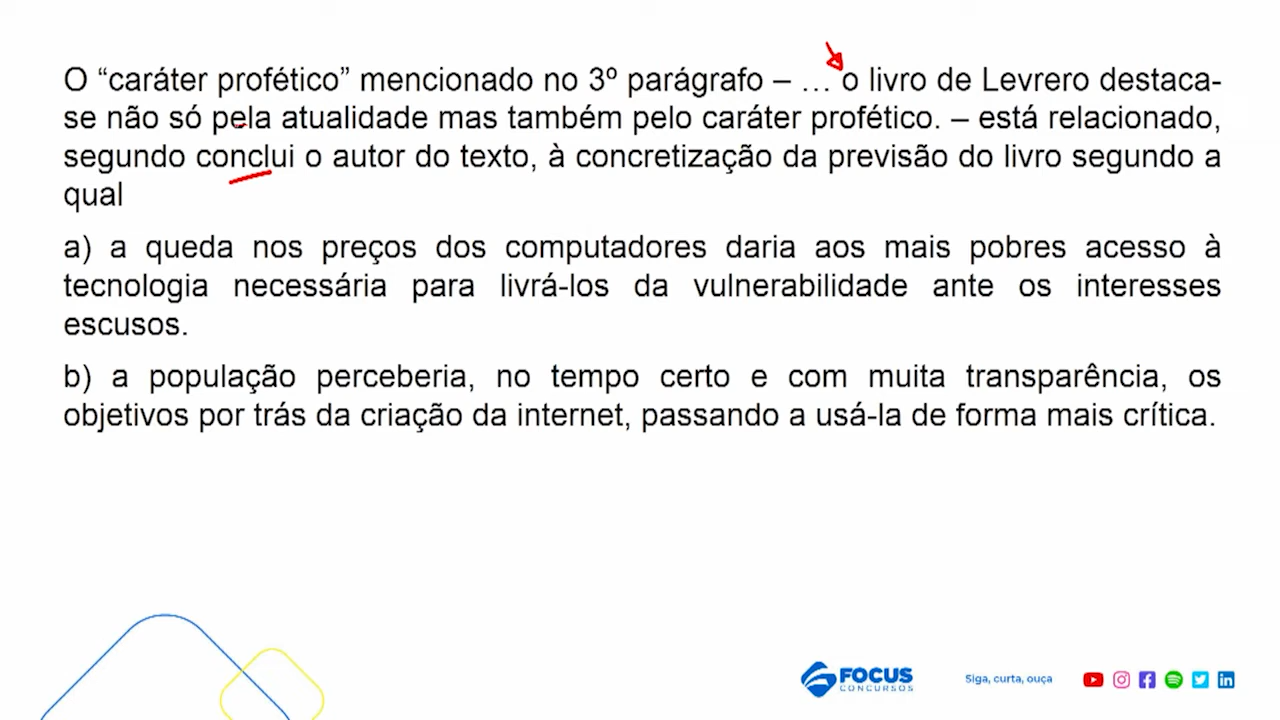 O “caráter profético” mencionado no 3º parágrafo – … o livro de Levrero destaca-
se não só pela atualidade mas também pelo caráter profético. – está relacionado,
segundo conclui o autor do texto, à concretização da previsão do livro segundo a
qual
a) a queda nos preços dos computadores daria aos mais pobres acesso à
tecnologia necessária para livrá-los da vulnerabilidade ante os interesses
escusos.
b) a população perceberia, no tempo certo e com muita transparência, os
objetivos por trás da criação da internet, passando a usá-la de forma mais crítica.
FOCUS
CONCURSOS
Siga, curta, ouça